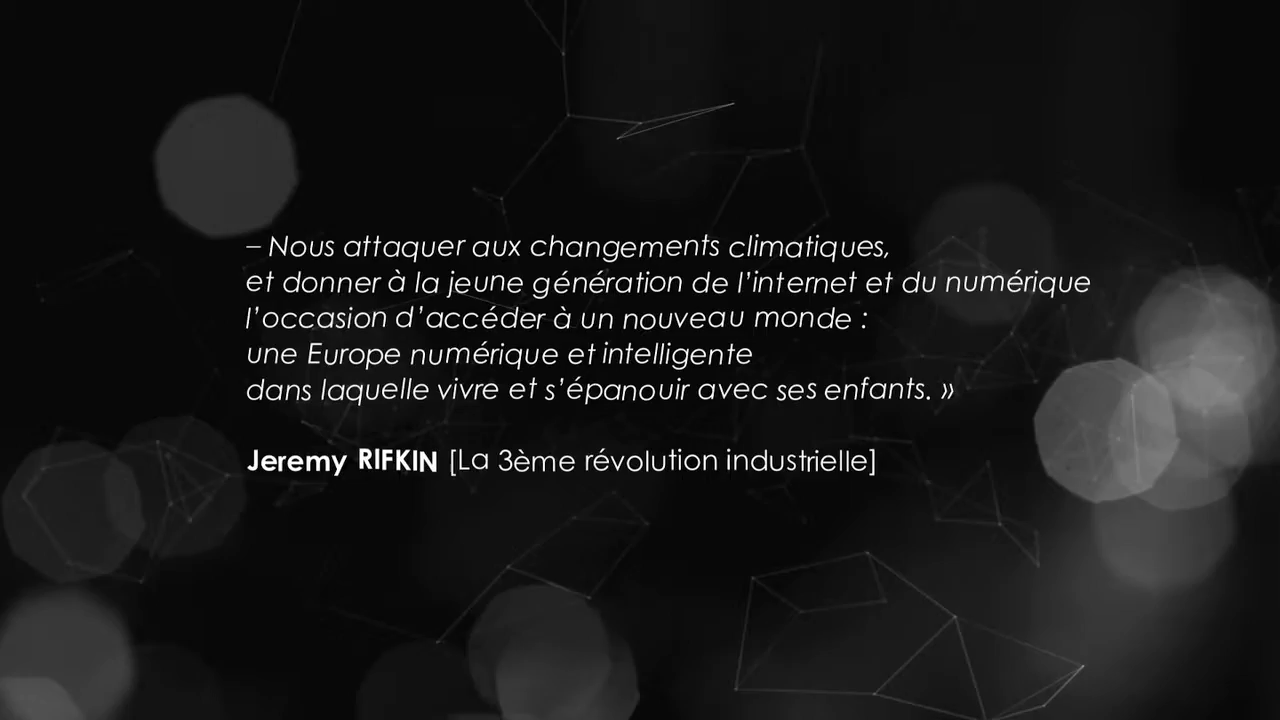 – Nous attaquer aux changements climatiques,
et donner à la jeune génération de l’internet et du numérique
l’occasion d’accéder à un nouveau monde :
une Europe numérique et intelligente
dans laquelle vivre et s’épanouir avec ses enfants. »
Jeremy RIFKIN [La 3ème révolution industrielle]